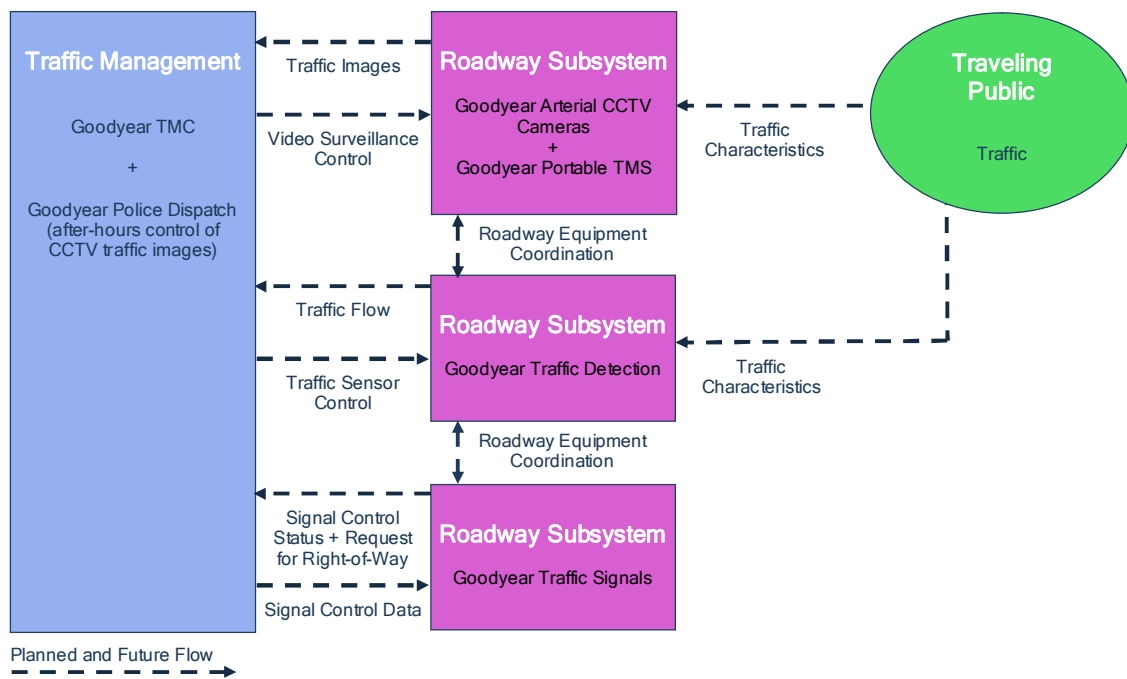 Traffic Management
Goodyear TMC
+
Goodyear Police Dispatch
(after-hours control of
CCTV traffic images)
Traffic Images
Video Surveillance
Control
Roadway Subsystem
Goodyear Arterial CCTV
Cameras
+
Goodyear Portable TMS
Traffic
Characteristics
Traveling
Public
Traffic
Roadway Equipment
Coordination
Traffic Flow
Traffic Sensor
Control
Roadway Subsystem
Goodyear Traffic Detection
Traffic
Characteristics
Roadway Equipment
Coordination
Signal Control
Status + Request
for Right-of-Way
Signal Control Data
Roadway Subsystem
Goodyear Traffic Signals
Planned and Future Flow